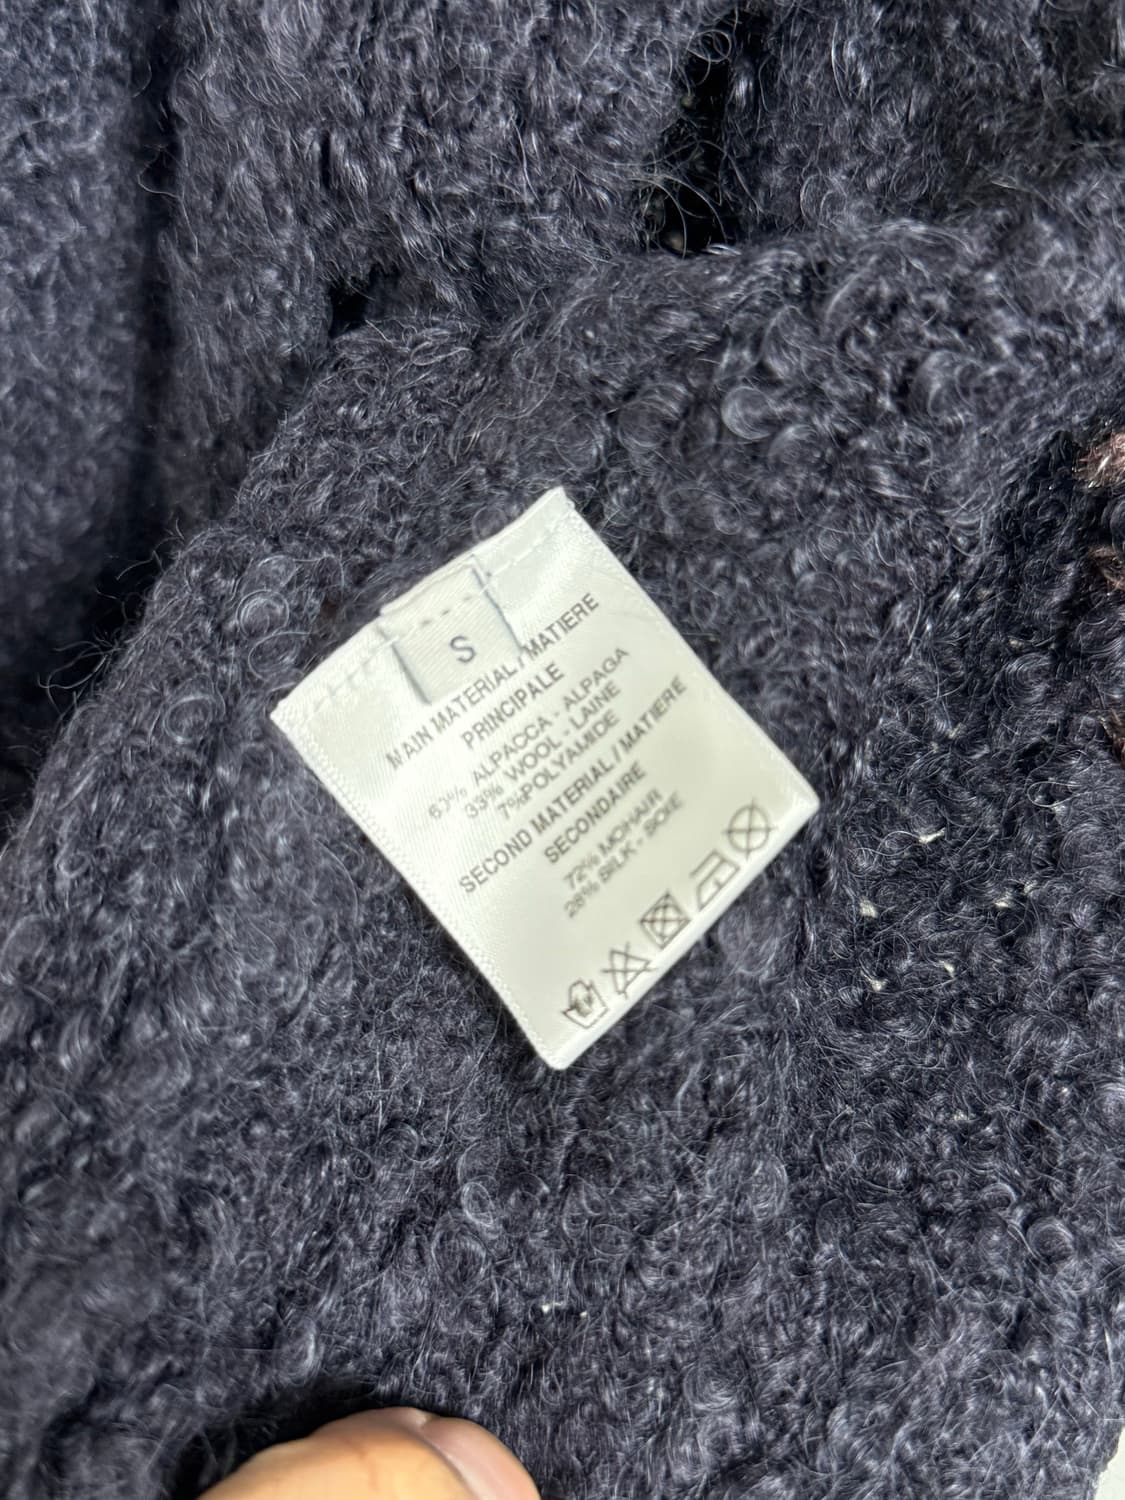 S
MAIN MATERIAL / MATIERE
PRINCIPALE
60% ALPACCA - ALPAGA
33% WOOL - LAINE
7%POLYAMIDE
SECOND MATERIAL / MATIERE
SECONDAIRE
72% MOHAIR
28% SILK - SOIE